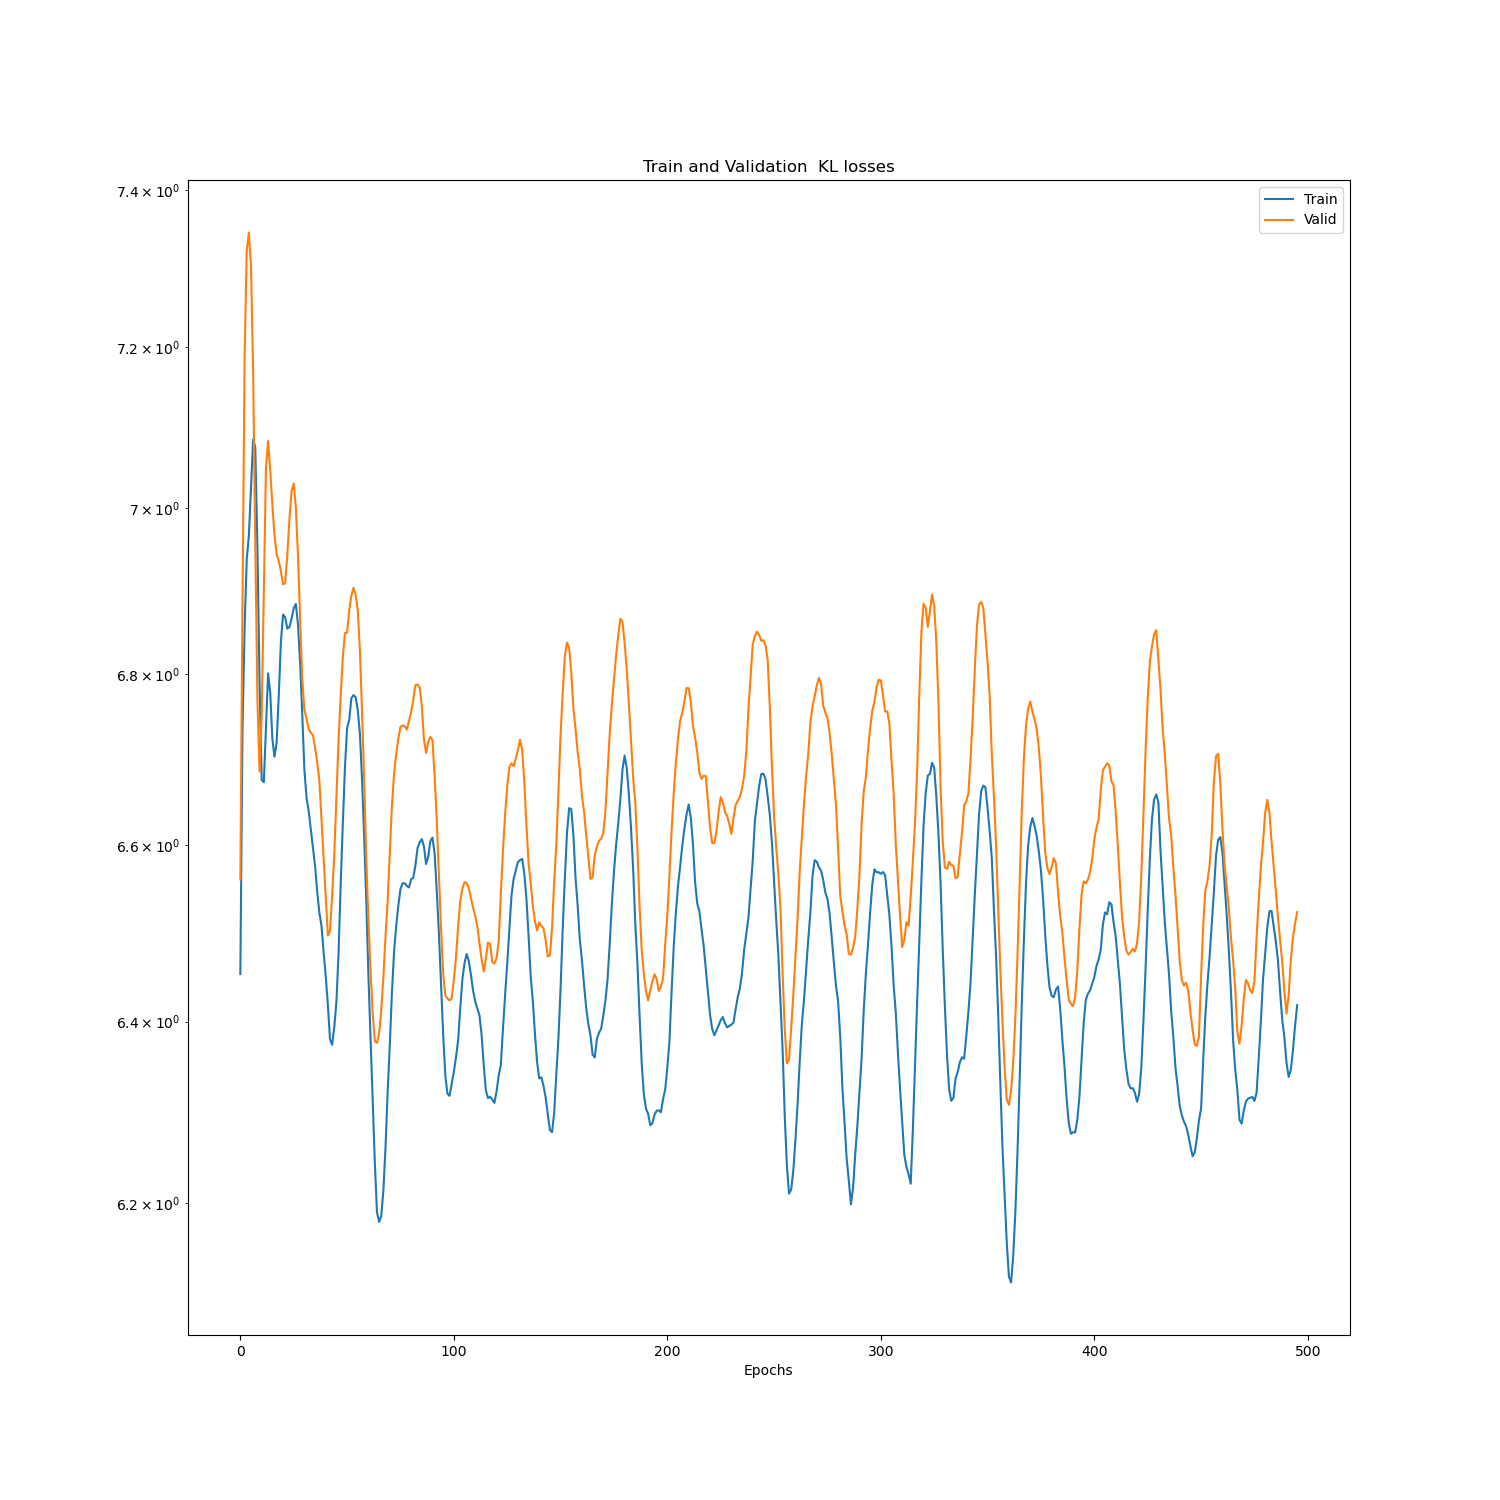 Train and Validation  KL losses
7.4 × 10⁰
7.2 × 10⁰
7 × 10⁰
6.8 × 10⁰
6.6 × 10⁰
6.4 × 10⁰
6.2 × 10⁰
Train
Valid
0 100 200 300 400 500
Epochs